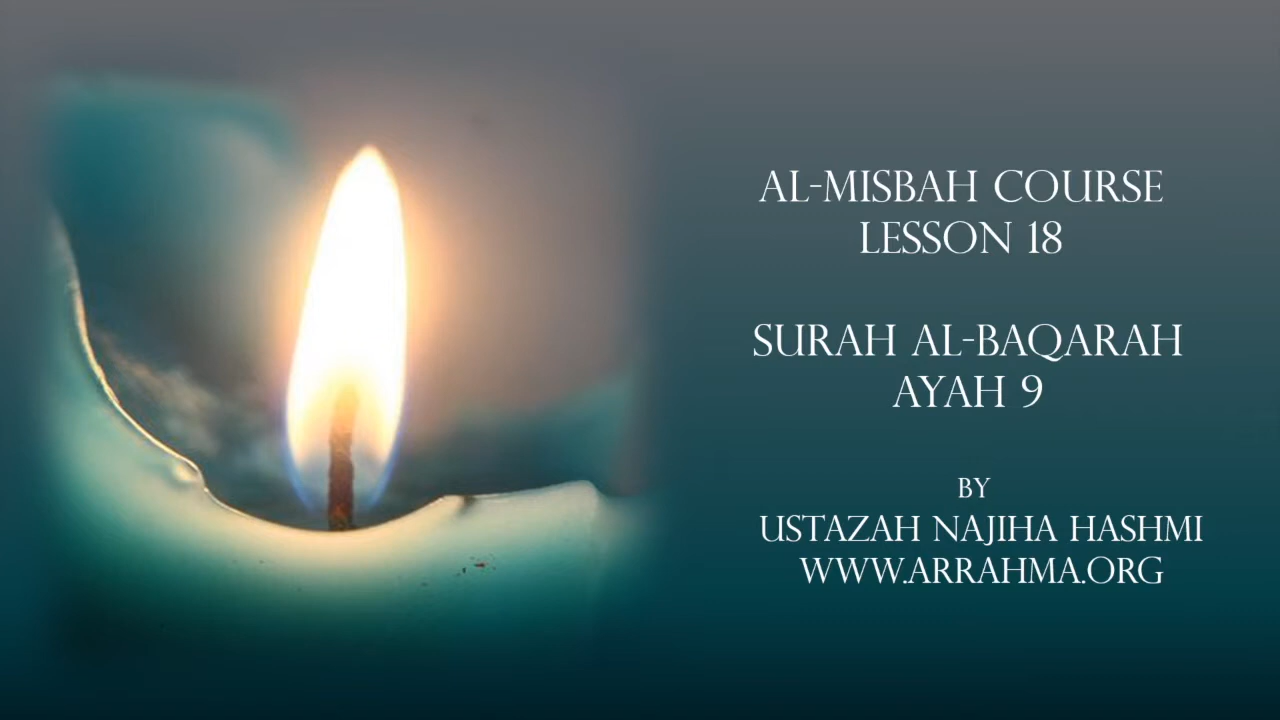 AL-MISBAH COURSE
LESSON 18
SURAH AL-BAQARAH
AYAH 9
BY
USTAZAH NAJIHA HASHMI
WWW.ARRAHMA.ORG